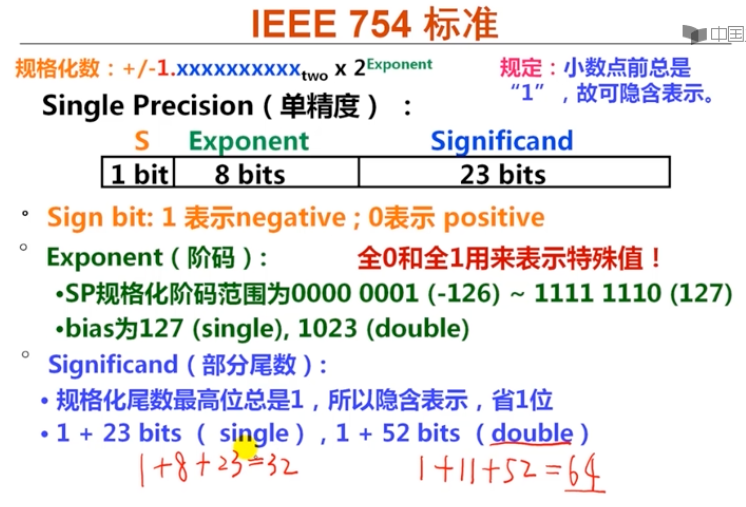 IEEE 754 标准
中国
规格化数：+/-1.xxxxxxxxxxtwo x 2Exponent
规定：小数点前总是
“1”，故可隐含表示。
Single Precision（单精度）：
S Exponent Significand
1 bit 8 bits 23 bits
Sign bit: 1 表示negative ; 0表示 positive
Exponent（阶码）: 全0和全1用来表示特殊值！
•SP规格化阶码范围为0000 0001 (-126) ~ 1111 1110 (127)
•bias为127 (single), 1023 (double)
Significand（部分尾数）:
• 规格化尾数最高位总是1，所以隐含表示，省1位
• 1 + 23 bits （ single），1 + 52 bits （double）
1+8+23=32 1+11+52=64